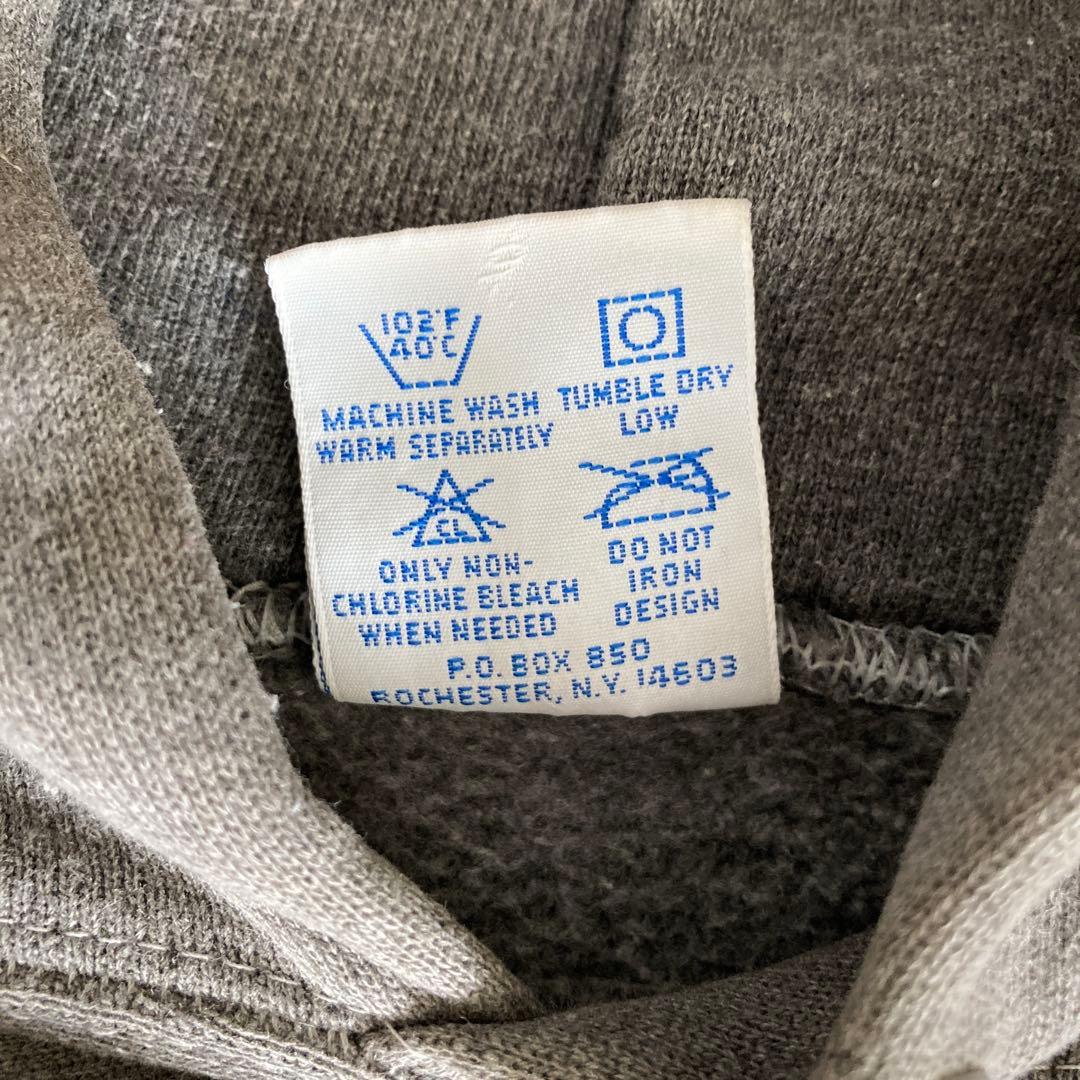 102°F
40°C
MACHINE WASH
WARM SEPARATELY
TUMBLE DRY
LOW
CL
ONLY NON-
CHLORINE BLEACH
WHEN NEEDED
DO NOT
IRON
DESIGN
P.O. BOX 850
ROCHESTER, N.Y. 14603